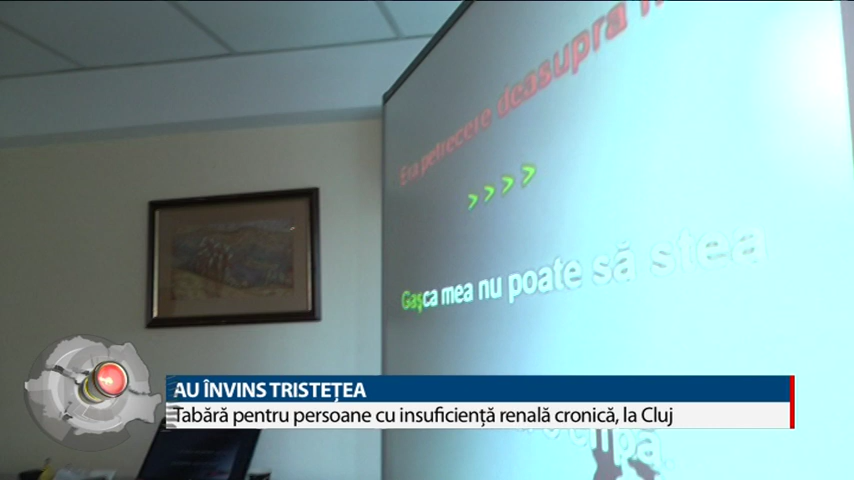 Era petrecere deasupra
>>>>
Gașca mea nu poate să stea
AU ÎNVINS TRISTEȚEA
Tabără pentru persoane cu insuficiență renală cronică, la Cluj